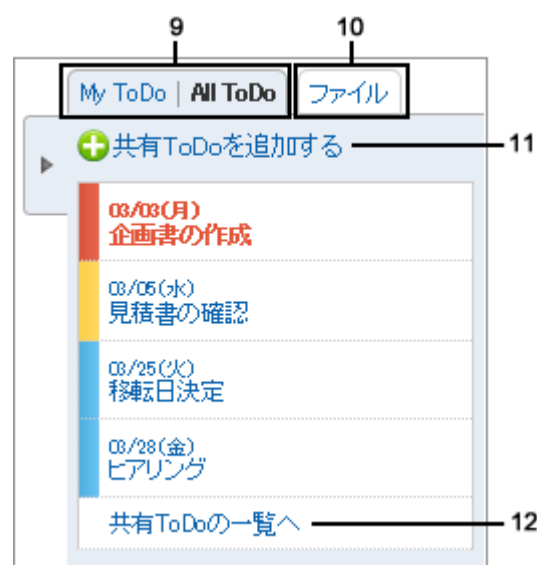 9 10
My ToDo | All ToDo ファイル
共有ToDoを追加する 11
03/03(月)
企画書の作成
03/05(水)
見積書の確認
03/25(火)
移転日決定
03/28(金)
ヒアリング
共有ToDoの一覧へ 12